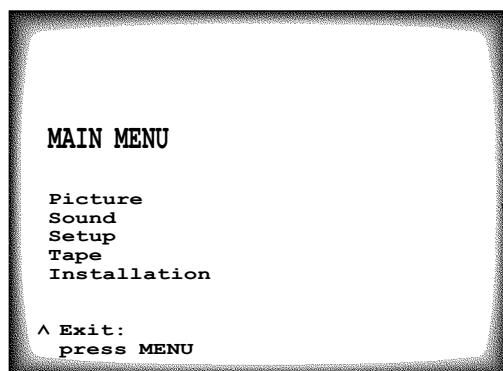 MAIN MENU
Picture
Sound
Setup
Tape
Installation
^ Exit:
press MENU